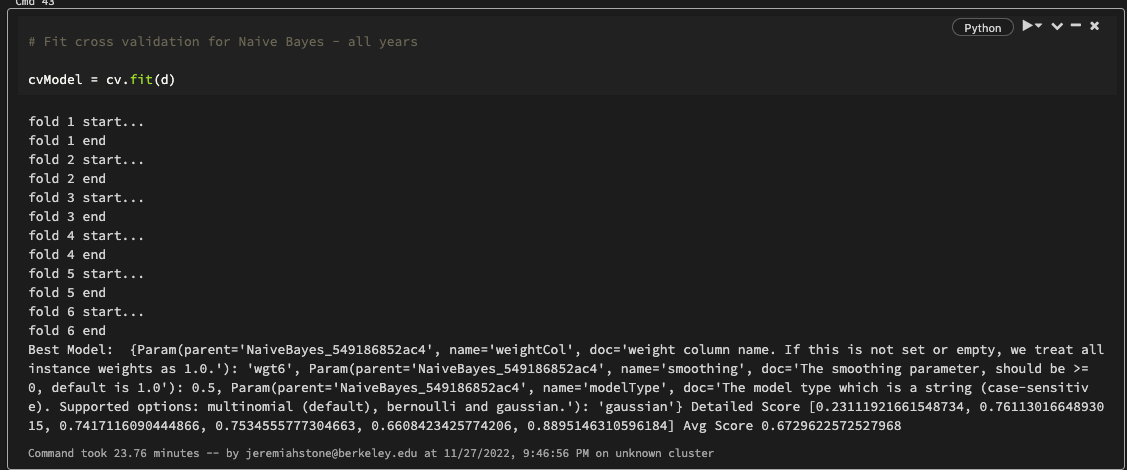 Cmd 43
Python
# Fit cross validation for Naive Bayes - all years
cvModel = cv.fit(d)
fold 1 start...
fold 1 end
fold 2 start...
fold 2 end
fold 3 start...
fold 3 end
fold 4 start...
fold 4 end
fold 5 start...
fold 5 end
fold 6 start...
fold 6 end
Best Model:  {Param(parent='NaiveBayes_549186852ac4', name='weightCol', doc='weight column name. If this is not set or empty, we treat all
instance weights as 1.0.'): 'wgt6', Param(parent='NaiveBayes_549186852ac4', name='smoothing', doc='The smoothing parameter, should be >=
0, default is 1.0'): 0.5, Param(parent='NaiveBayes_549186852ac4', name='modelType', doc='The model type which is a string (case-sensitiv
e). Supported options: multinomial (default), bernoulli and gaussian.'): 'gaussian'} Detailed Score [0.23111921661548734, 0.76113016648930
15, 0.7417116090444866, 0.7534555777304663, 0.6608423425774206, 0.8895146310596184] Avg Score 0.6729622572527968
Command took 23.76 minutes -- by jeremiahstone@berkeley.edu at 11/27/2022, 9:46:56 PM on unknown cluster